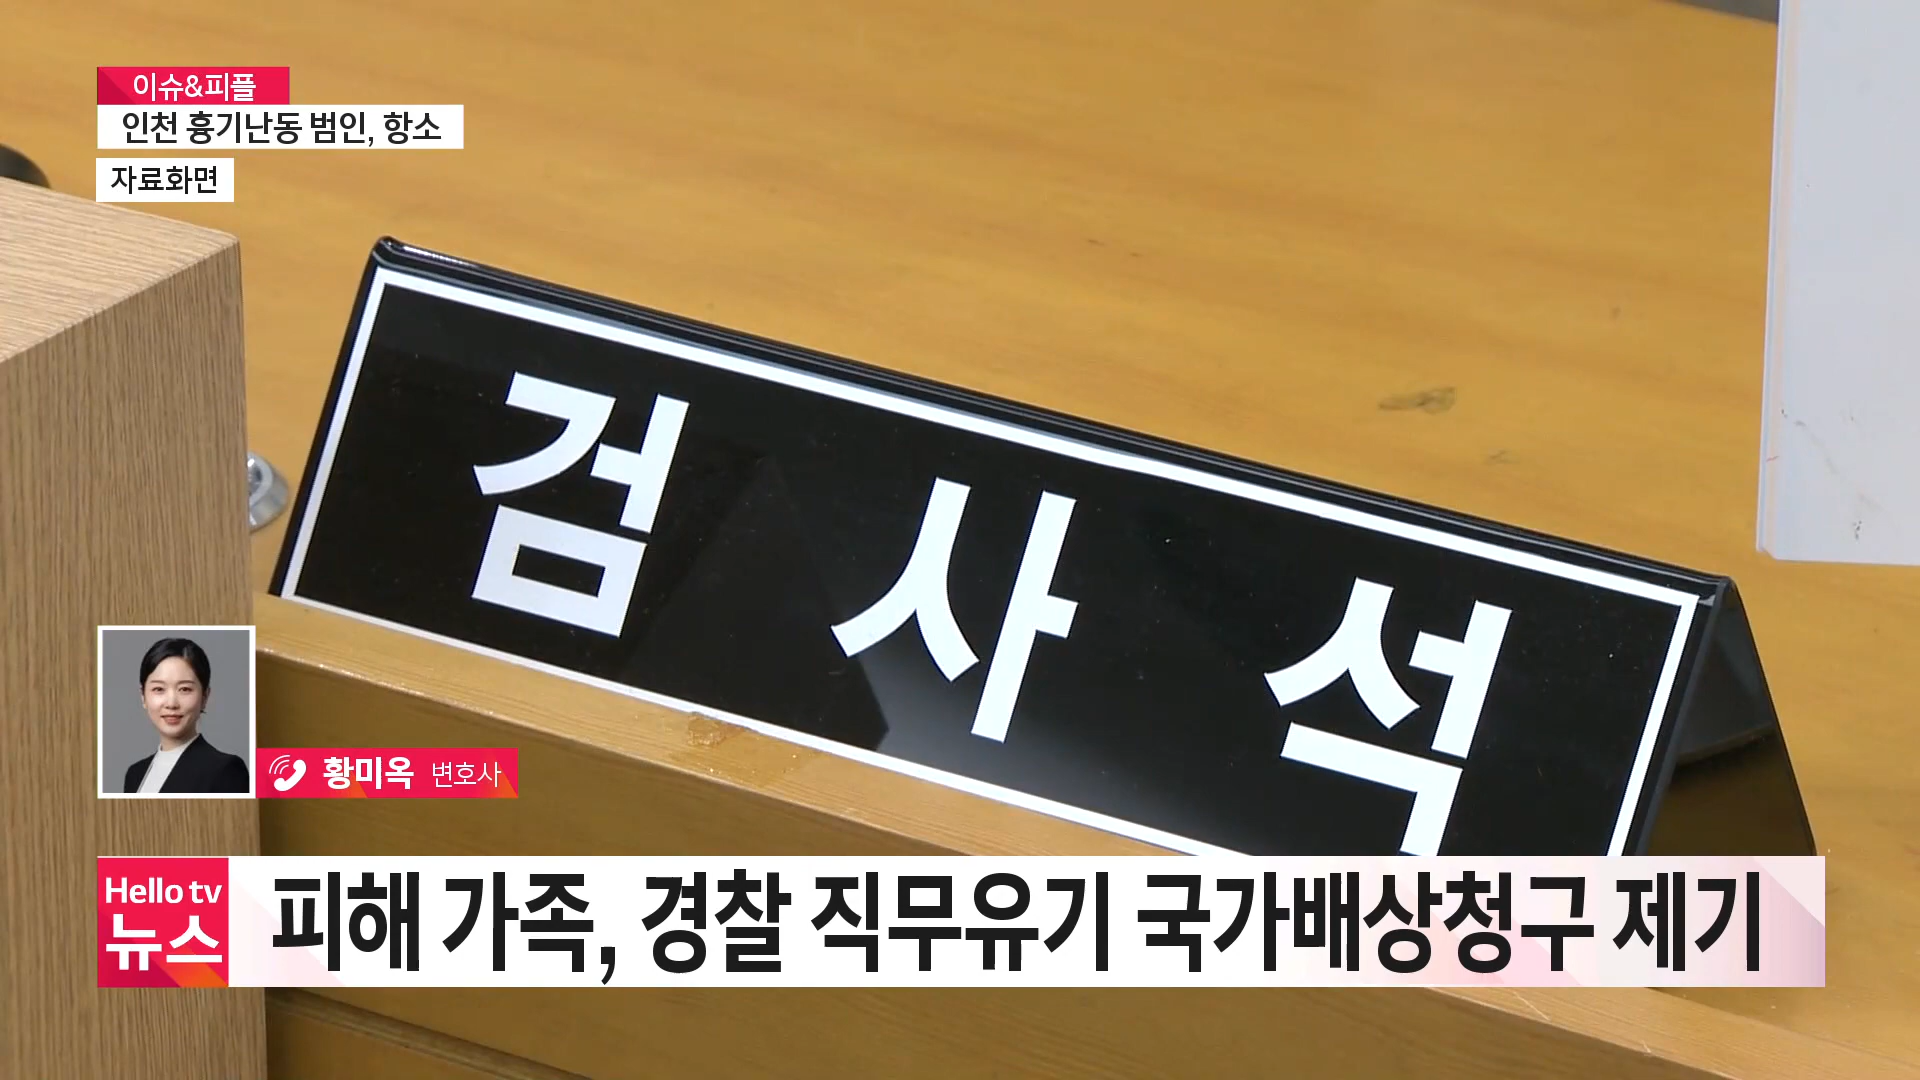 이슈&피플
인천 흉기난동 범인, 항소
자료화면
검사석
황미옥 변호사
Hello tv
뉴스
피해 가족, 경찰 직무유기 국가배상청구 제기